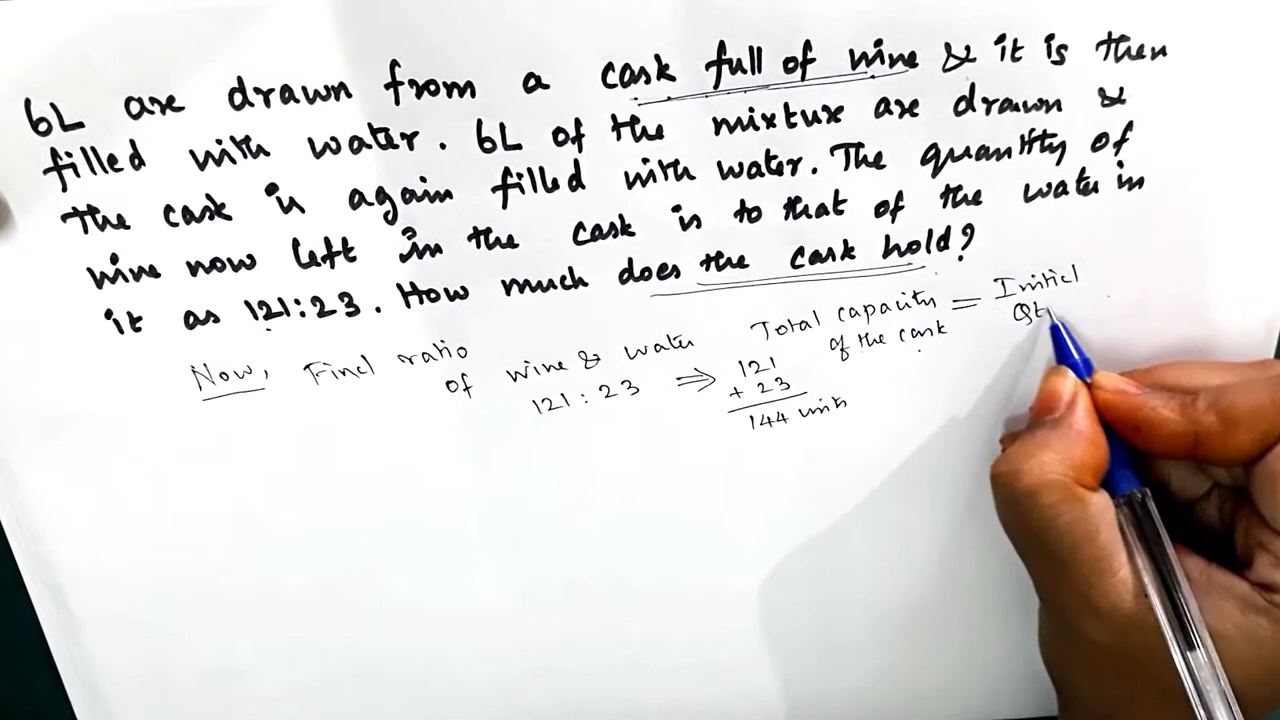 6L are drawn from a cask full of wine & it is then
filled with water. 6L of the mixture are drawn &
the cask is again filled with water. The quantity of
wine now left in the cask is to that of the water in
it as 121:23. How much does the cask hold?
Now, Final ratio
of wine & water
121 : 23 ⇒ 121
+ 23
144 units
Total capacity
of the cask = Initial
Qt